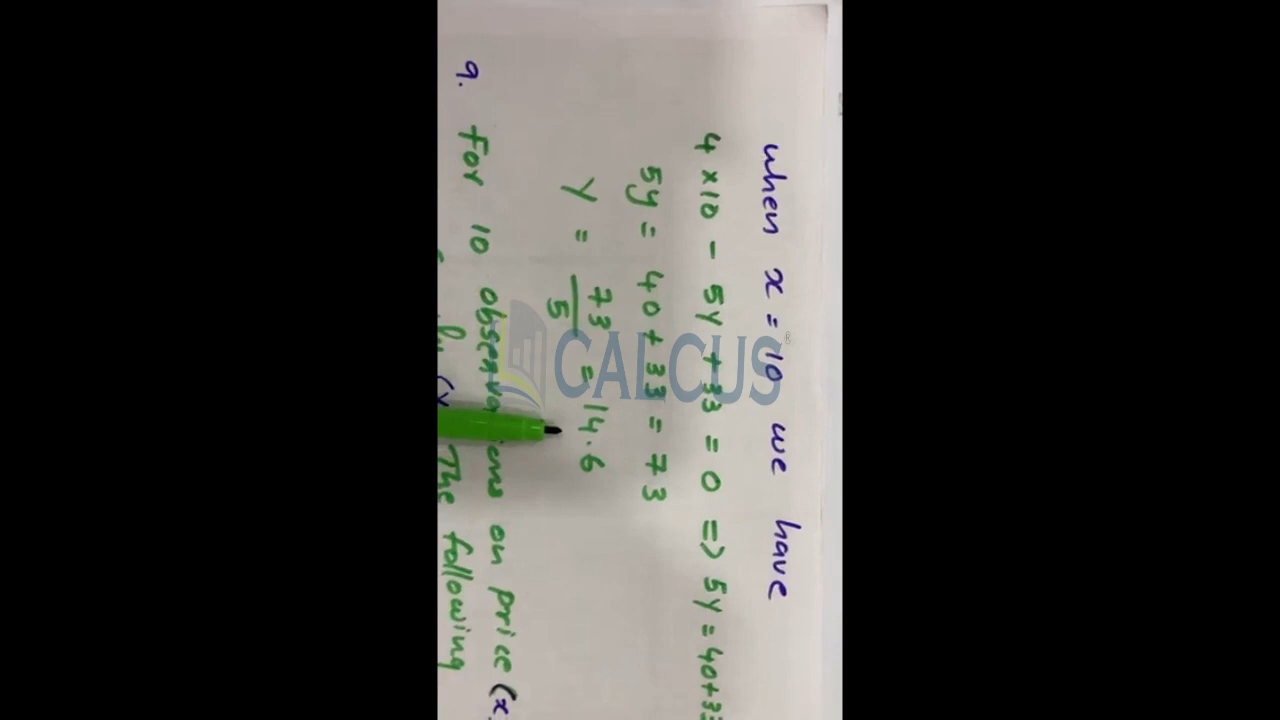 when x = 10 we have
4 × 10 - 5y + 33 = 0 => 5y = 40+33
5y = 40 + 33 = 73
y = 73/5 = 14.6
9. For 10 observations on price (x)
The following
CALCUS®